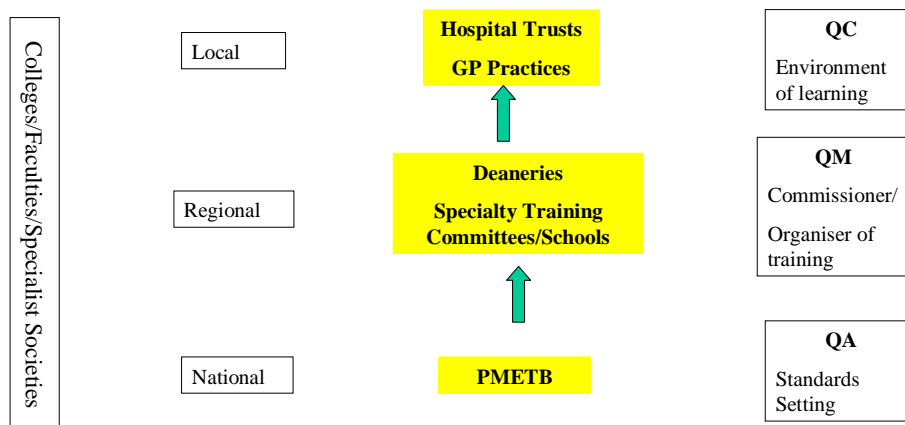 Colleges/Faculties/Specialist Societies
Local
Hospital Trusts
GP Practices
QC
Environment
of learning
Regional
Deaneries
Specialty Training
Committees/Schools
QM
Commissioner/
Organiser of
training
National
PMETB
QA
Standards
Setting